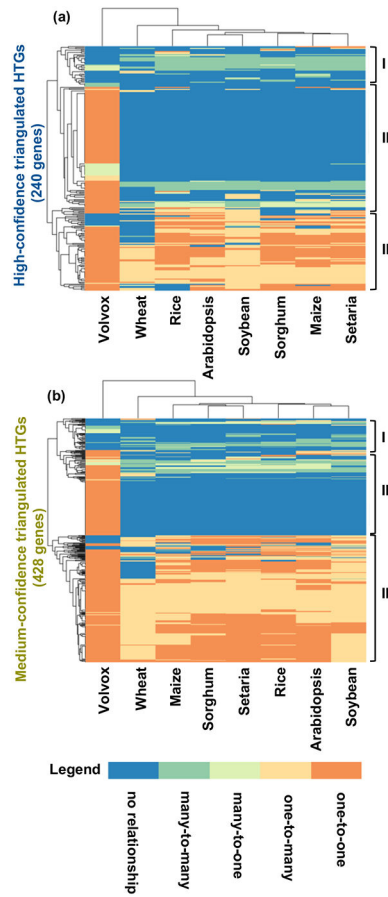 (a)
High-confidence triangulated HTGs
(240 genes)
I
II
II
Volvox
Wheat
Rice
Arabidopsis
Soybean
Sorghum
Maize
Setaria
(b)
Medium-confidence triangulated HTGs
(428 genes)
I
II
II
Volvox
Wheat
Maize
Sorghum
Setaria
Rice
Arabidopsis
Soybean
Legend
no relationship
many-to-many
many-to-one
one-to-many
one-to-one